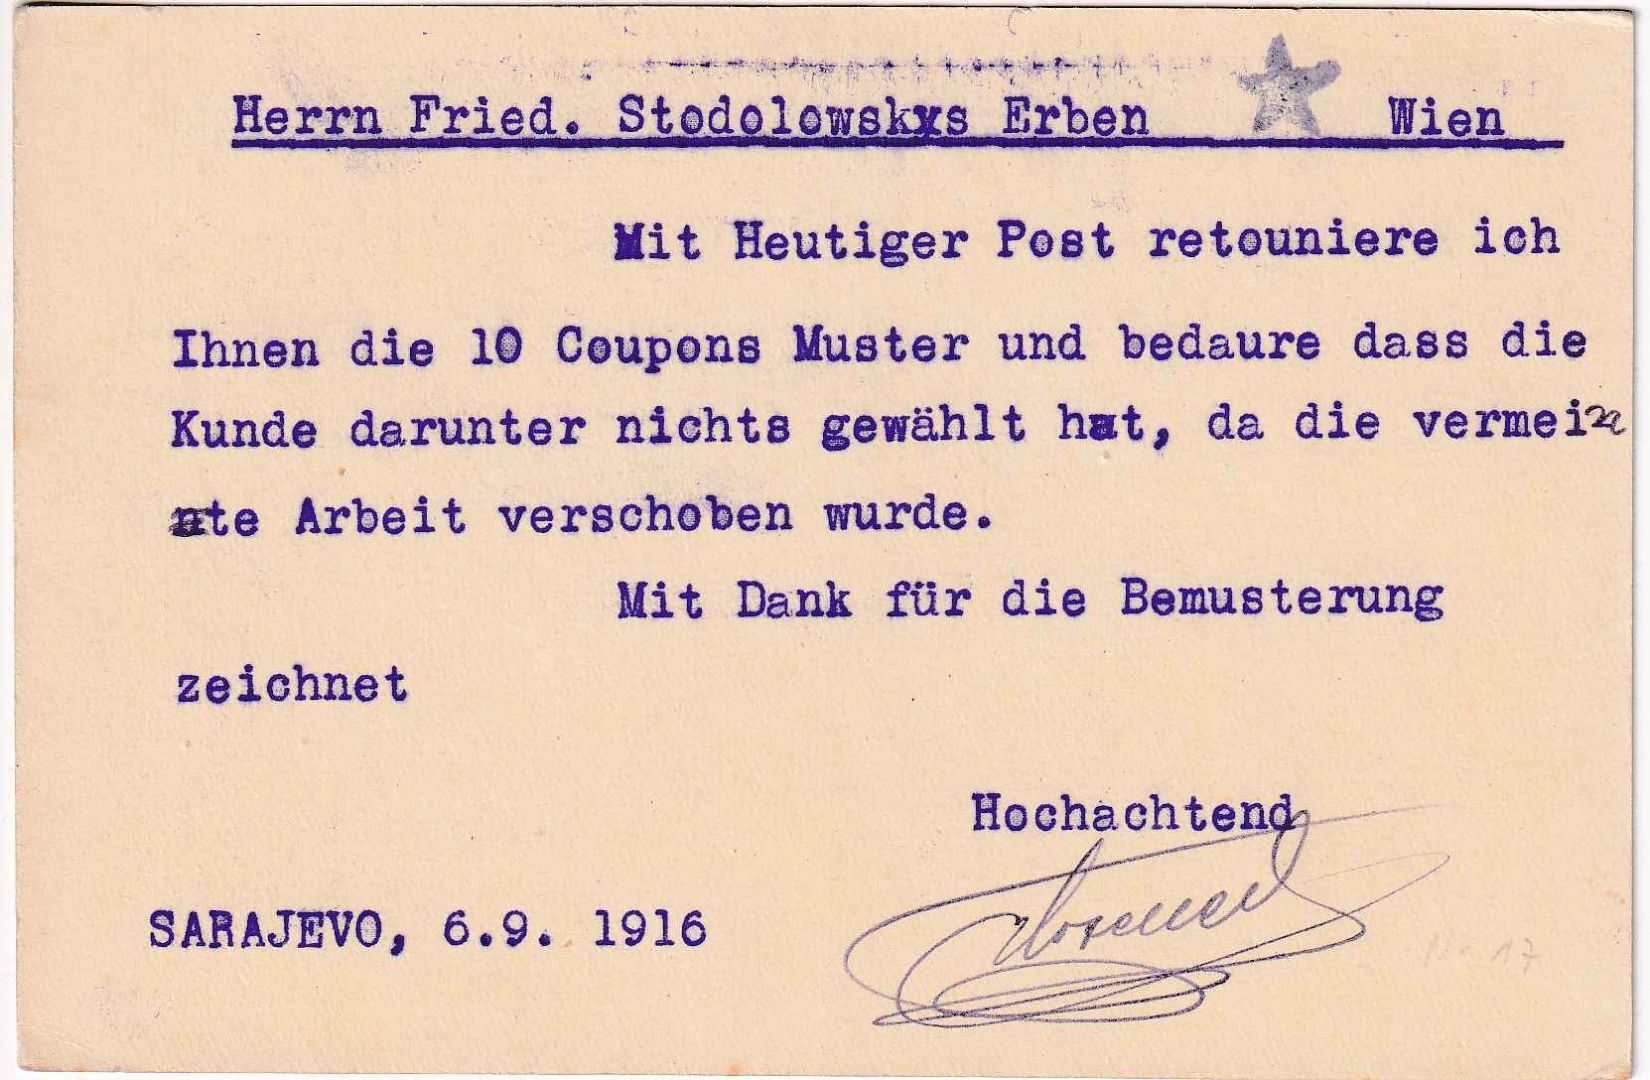 Herrn Fried. Stodolowskys Erben Wien
Mit Heutiger Post retouniere ich
Ihnen die 10 Coupons Muster und bedaure dass die
Kunde darunter nichts gewählt hat, da die vermei
nte Arbeit verschoben wurde.
Mit Dank für die Bemusterung
zeichnet
Hochachtend
SARAJEVO, 6.9. 1916